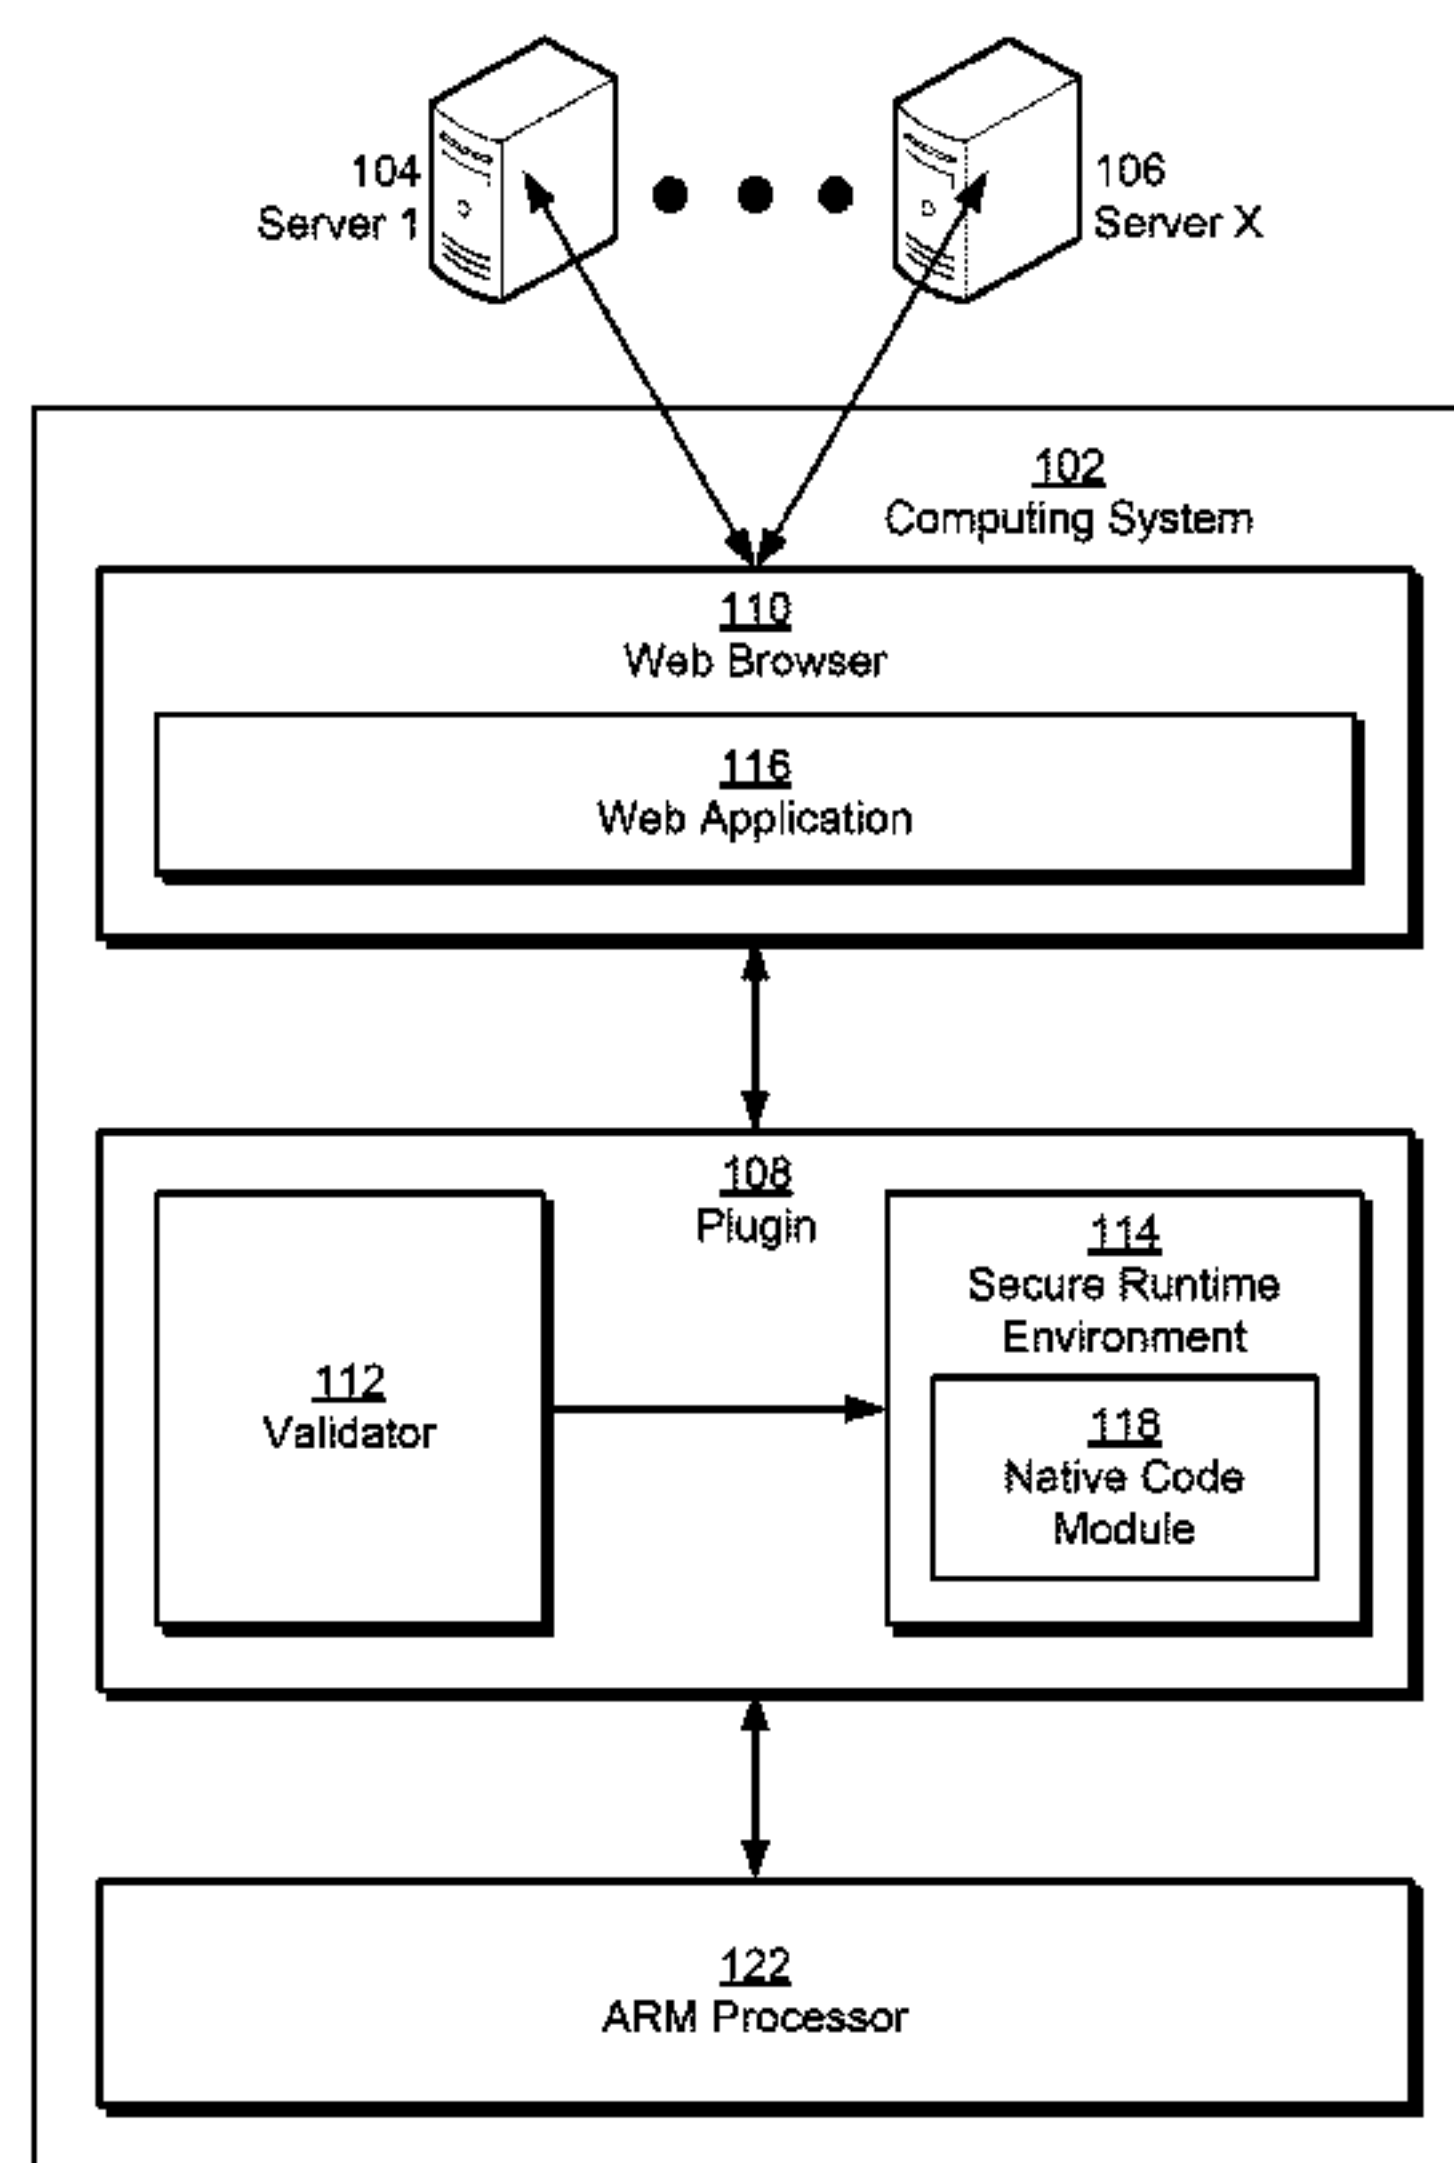 104
Server 1
106
Server X
102
Computing System
110
Web Browser
116
Web Application
108
Plugin
112
Validator
114
Secure Runtime
Environment
118
Native Code
Module
122
ARM Processor